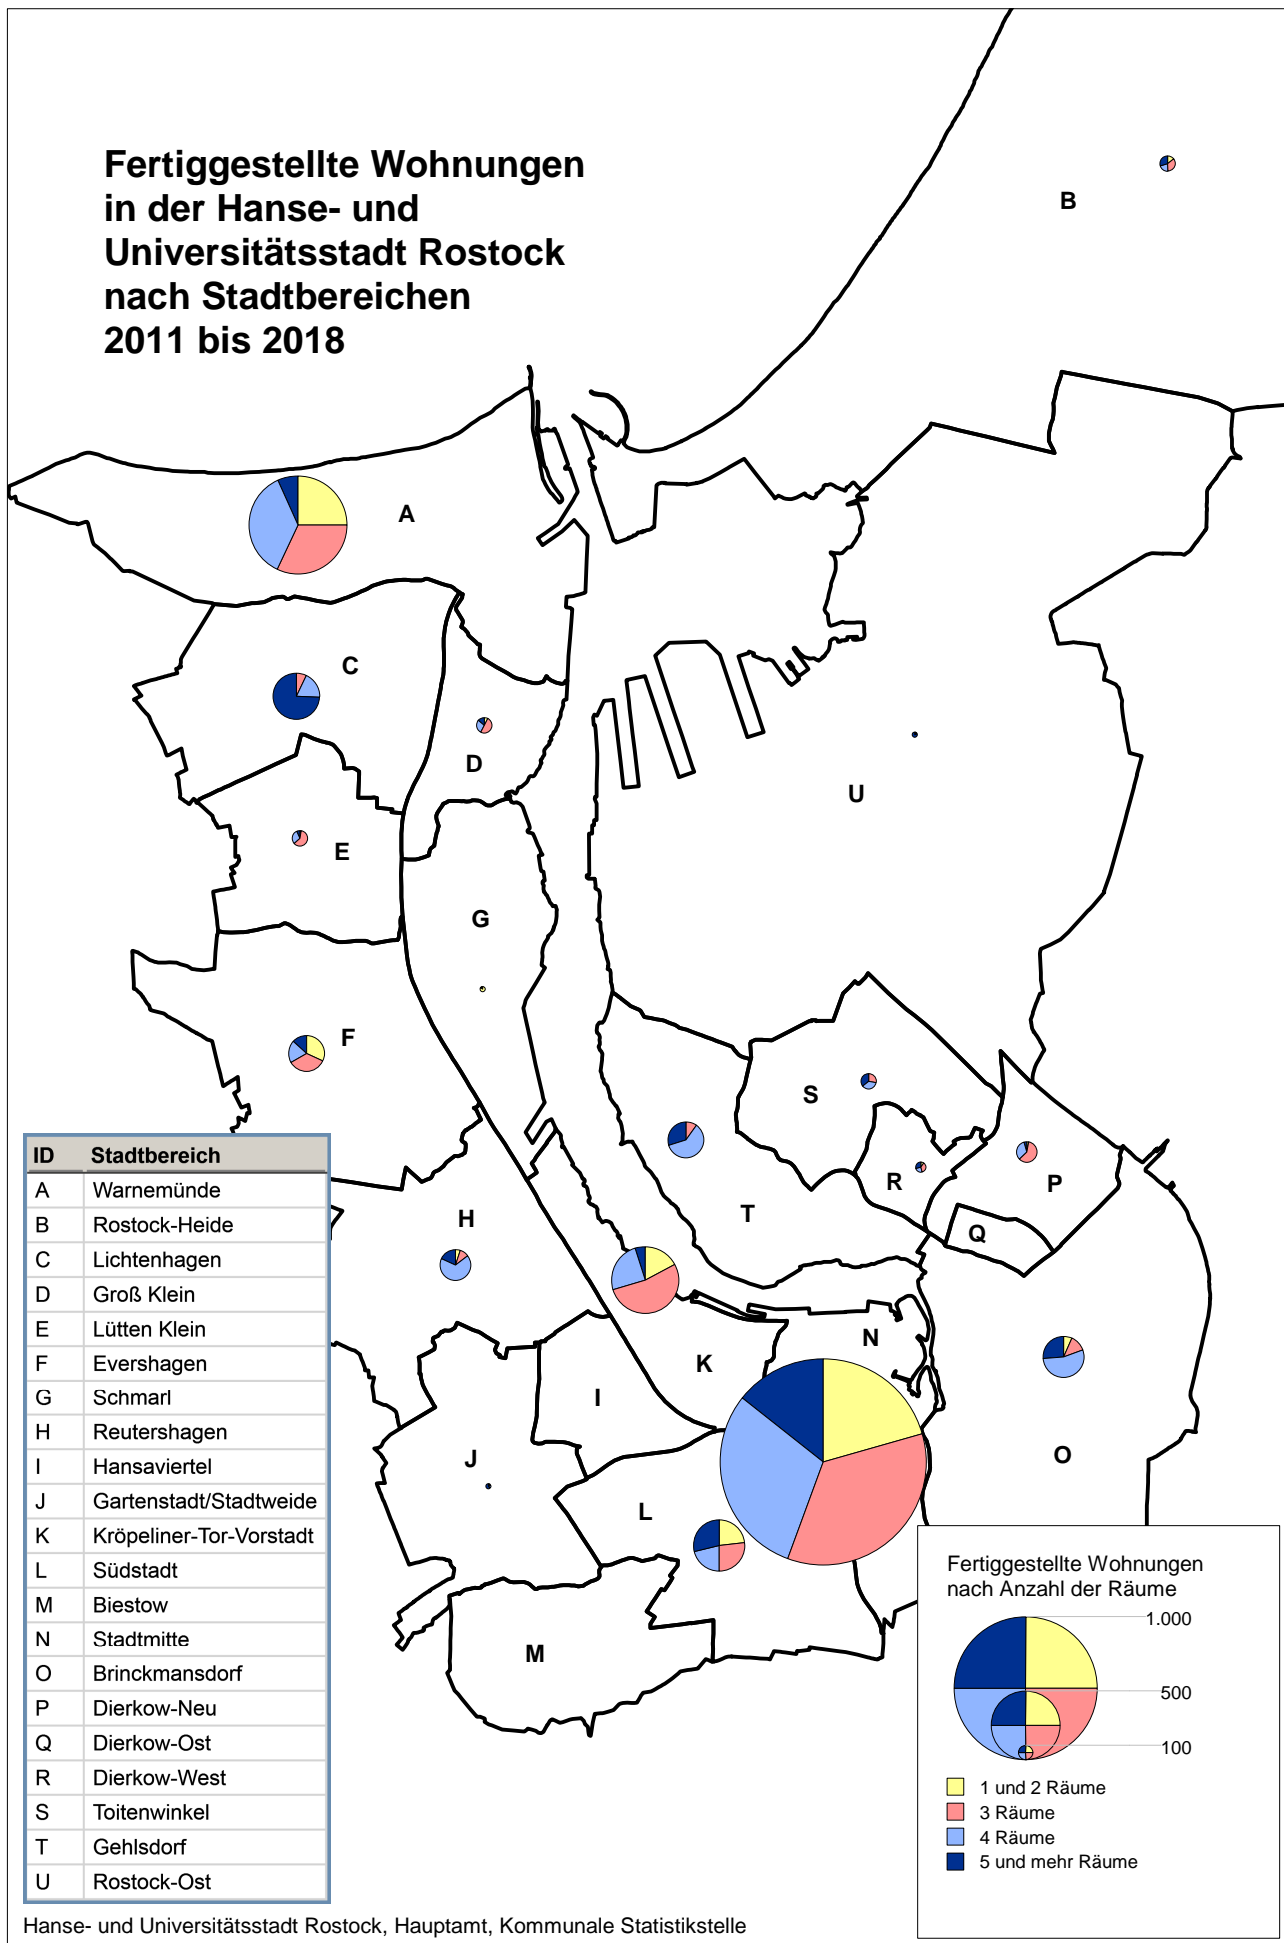 Fertiggestellte Wohnungen
in der Hanse- und
Universitätsstadt Rostock
nach Stadtbereichen
2011 bis 2018
B
A
C
D
U
E
G
F
S
P
R
T
Q
H
N
K
I
J
O
L
M
ID Stadtbereich
A Warnemünde
B Rostock-Heide
C Lichtenhagen
D Groß Klein
E Lütten Klein
F Evershagen
G Schmarl
H Reutershagen
I Hansaviertel
J Gartenstadt/Stadtweide
K Kröpeliner-Tor-Vorstadt
L Südstadt
M Biestow
N Stadtmitte
O Brinckmansdorf
P Dierkow-Neu
Q Dierkow-Ost
R Dierkow-West
S Toitenwinkel
T Gehlsdorf
U Rostock-Ost
Fertiggestellte Wohnungen
nach Anzahl der Räume
1.000
500
100
1 und 2 Räume
3 Räume
4 Räume
5 und mehr Räume
Hanse- und Universitätsstadt Rostock, Hauptamt, Kommunale Statistikstelle